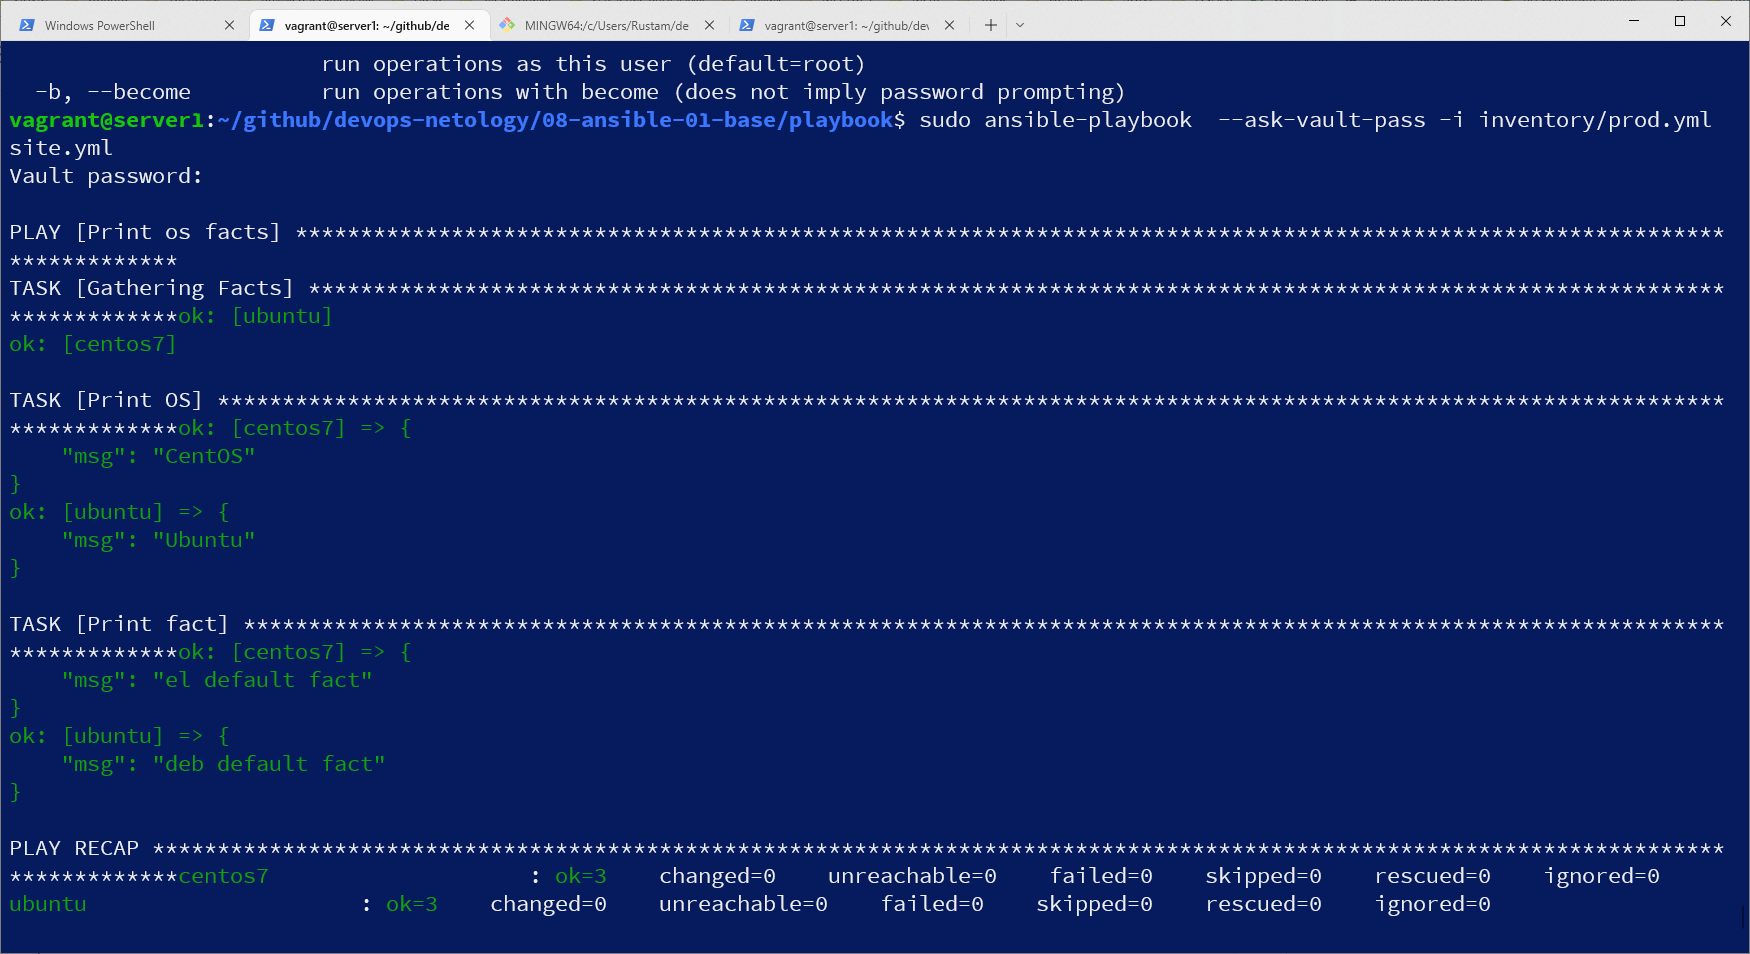 Windows PowerShell
vagrant@server1: ~/github/de
MINGW64:/c/Users/Rustam/de
vagrant@server1: ~/github/dev
run operations as this user (default=root)
-b, --become run operations with become (does not imply password prompting)
vagrant@server1:~/github/devops-netology/08-ansible-01-base/playbook$ sudo ansible-playbook  --ask-vault-pass -i inventory/prod.yml
site.yml
Vault password:
PLAY [Print os facts] **************************************************************************************************************
*************
TASK [Gathering Facts] *************************************************************************************************************
*************ok: [ubuntu]
ok: [centos7]
TASK [Print OS] ********************************************************************************************************************
*************ok: [centos7] => {
    "msg": "CentOS"
}
ok: [ubuntu] => {
    "msg": "Ubuntu"
}
TASK [Print fact] ******************************************************************************************************************
*************ok: [centos7] => {
    "msg": "el default fact"
}
ok: [ubuntu] => {
    "msg": "deb default fact"
}
PLAY RECAP *************************************************************************************************************************
*************centos7                    : ok=3    changed=0    unreachable=0    failed=0    skipped=0    rescued=0    ignored=0
ubuntu                     : ok=3    changed=0    unreachable=0    failed=0    skipped=0    rescued=0    ignored=0